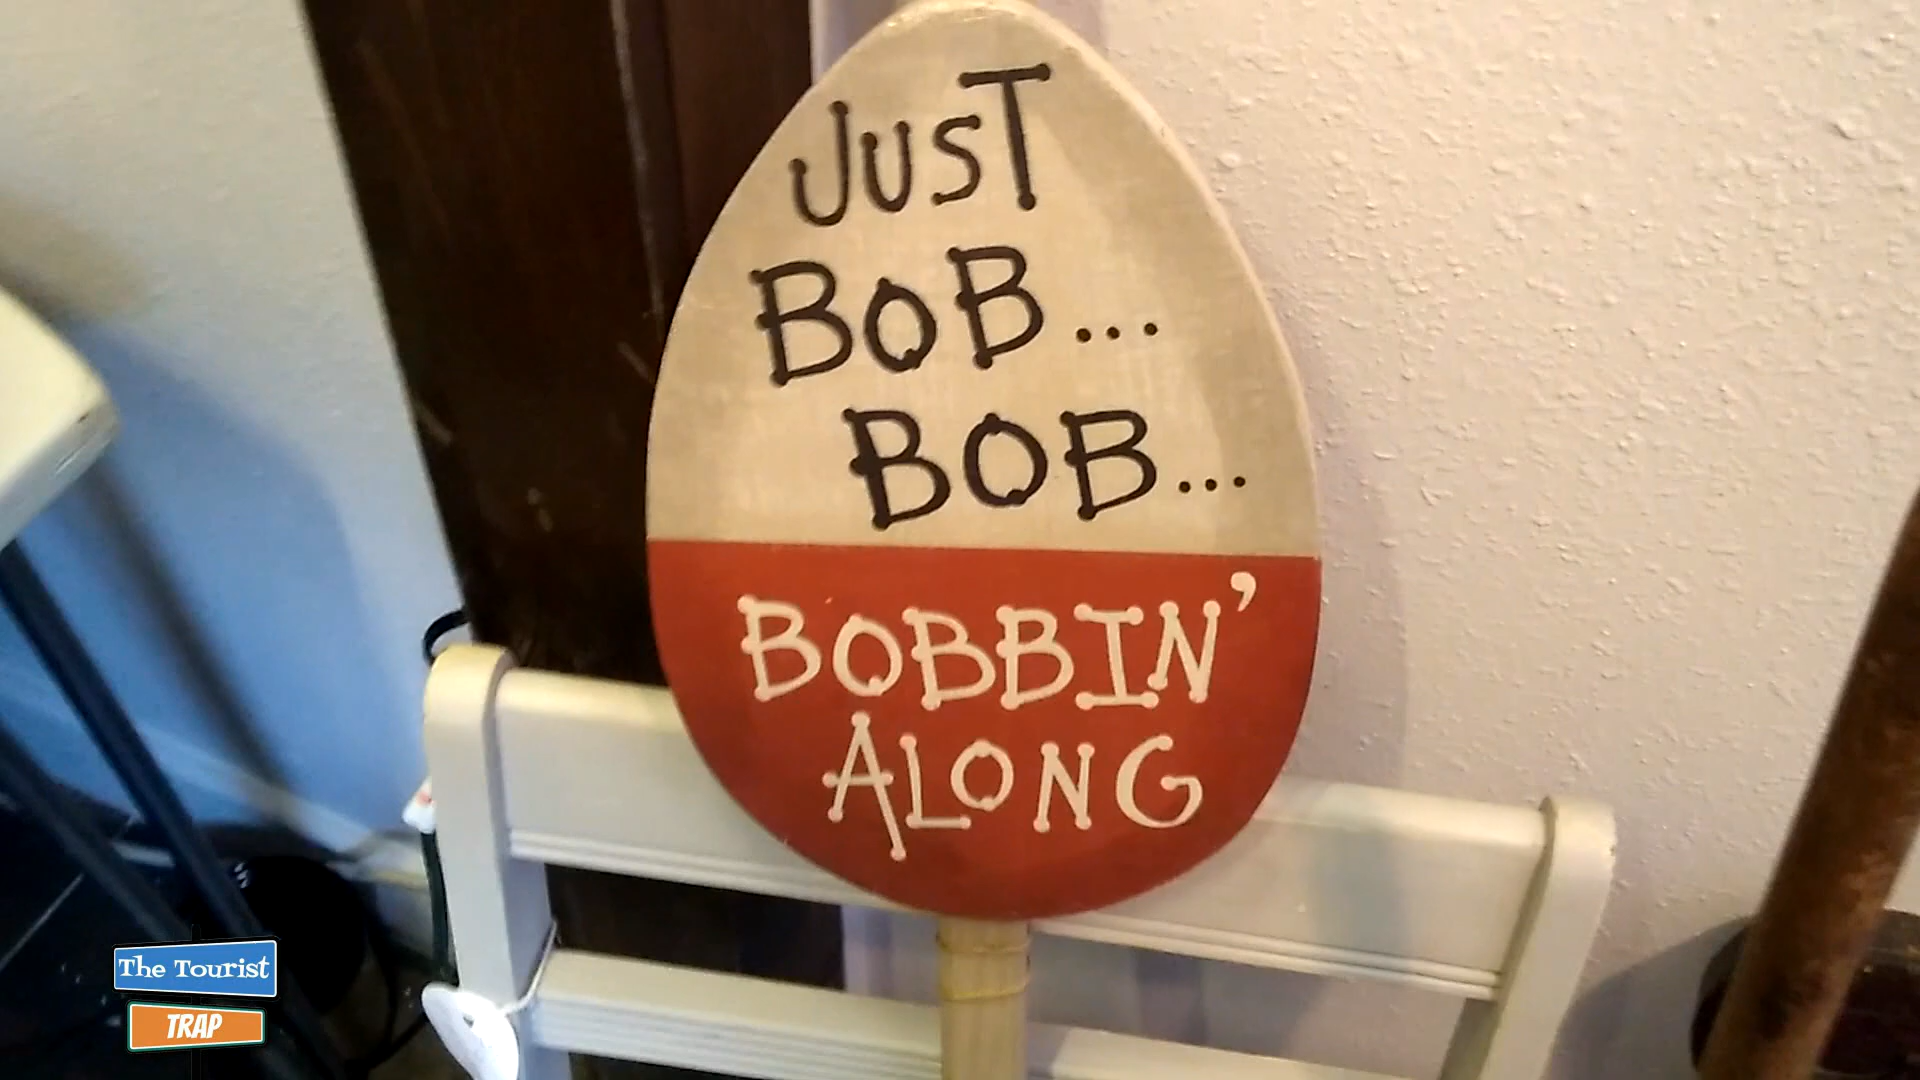 JUST
BOB...
BOB...
BOBBIN'
ALONG
The Tourist
TRAP